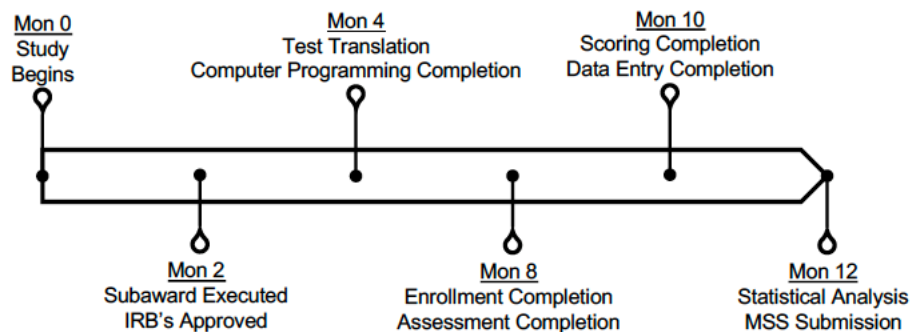 Mon 0
Study
Begins
Mon 4
Test Translation
Computer Programming Completion
Mon 10
Scoring Completion
Data Entry Completion
Mon 2
Subaward Executed
IRB's Approved
Mon 8
Enrollment Completion
Assessment Completion
Mon 12
Statistical Analysis
MSS Submission